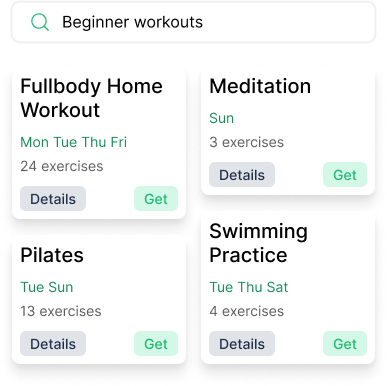 Beginner workouts
Fullbody Home
Workout
Mon Tue Thu Fri
24 exercises
Details
Get
Meditation
Sun
3 exercises
Details
Get
Pilates
Tue Sun
13 exercises
Details
Get
Swimming
Practice
Tue Thu Sat
4 exercises
Details
Get